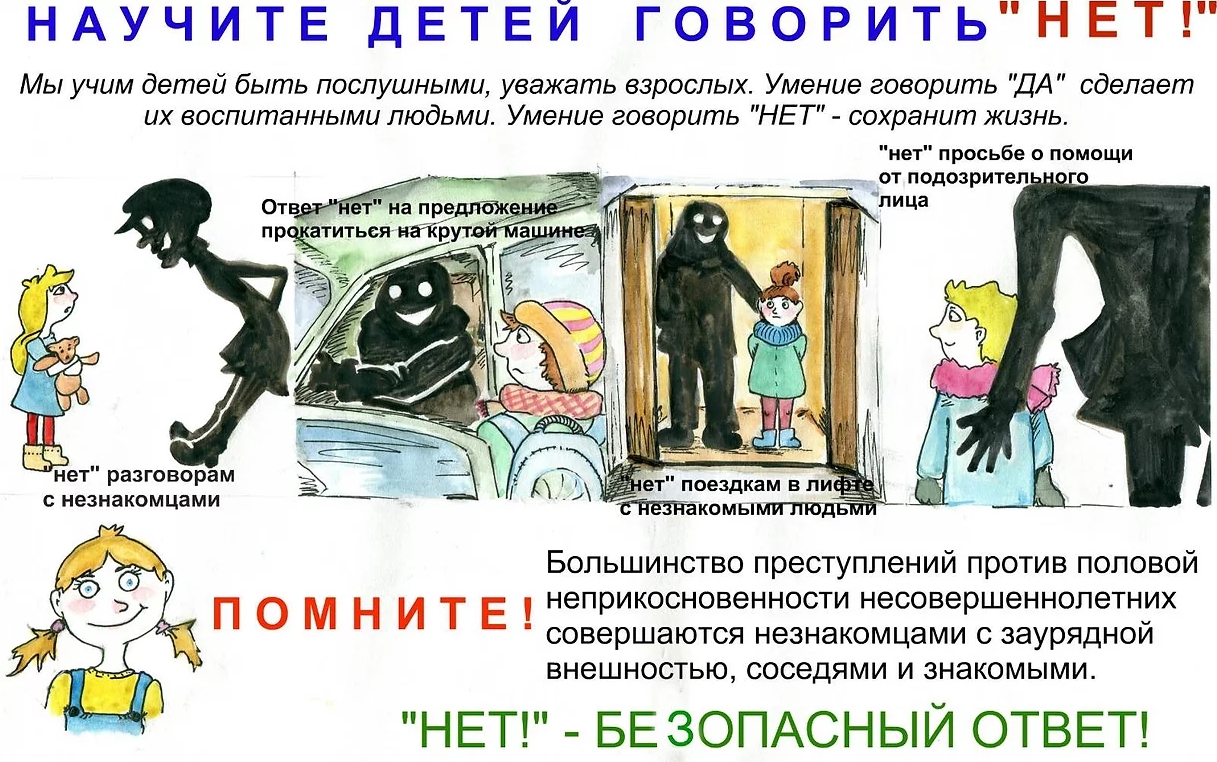 НАУЧИТЕ ДЕТЕЙ ГОВОРИТЬ "НЕТ!"
Мы учим детей быть послушными, уважать взрослых. Умение говорить "ДА" сделает
их воспитанными людьми. Умение говорить "НЕТ" - сохранит жизнь.
"нет" просьбе о помощи
от подозрительного
лица
Ответ "нет" на предложение
прокатиться на крутой машине
"нет" разговорам
с незнакомцами
"нет" поездкам в лифте
с незнакомыми людьми
ПОМНИТЕ!
Большинство преступлений против половой
неприкосновенности несовершеннолетних
совершаются незнакомцами с заурядной
внешностью, соседями и знакомыми.
"НЕТ!" - БЕЗОПАСНЫЙ ОТВЕТ!